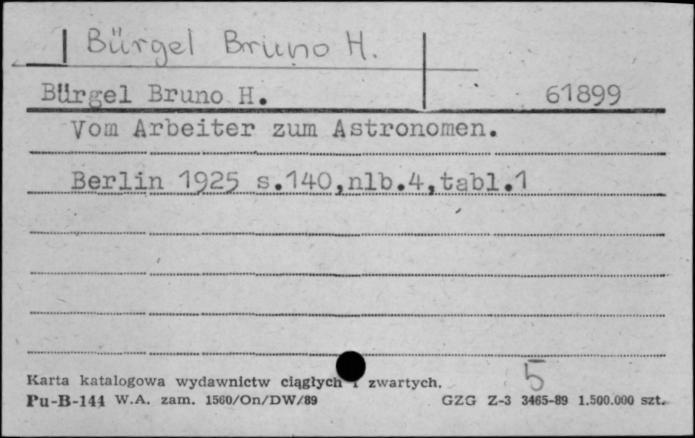 Bürgel Bruno H.
Bürgel Bruno H. 61899
Vom Arbeiter zum Astronomen.
Berlin 1925 s.140,nlb.4,tabl.1
5
Karta katalogowa wydawnictw ciągłych i zwartych.
Pu-B-144 W.A. zam. 1560/On/DW/89 GZG Z-3 3465-89 1.500.000 szt.